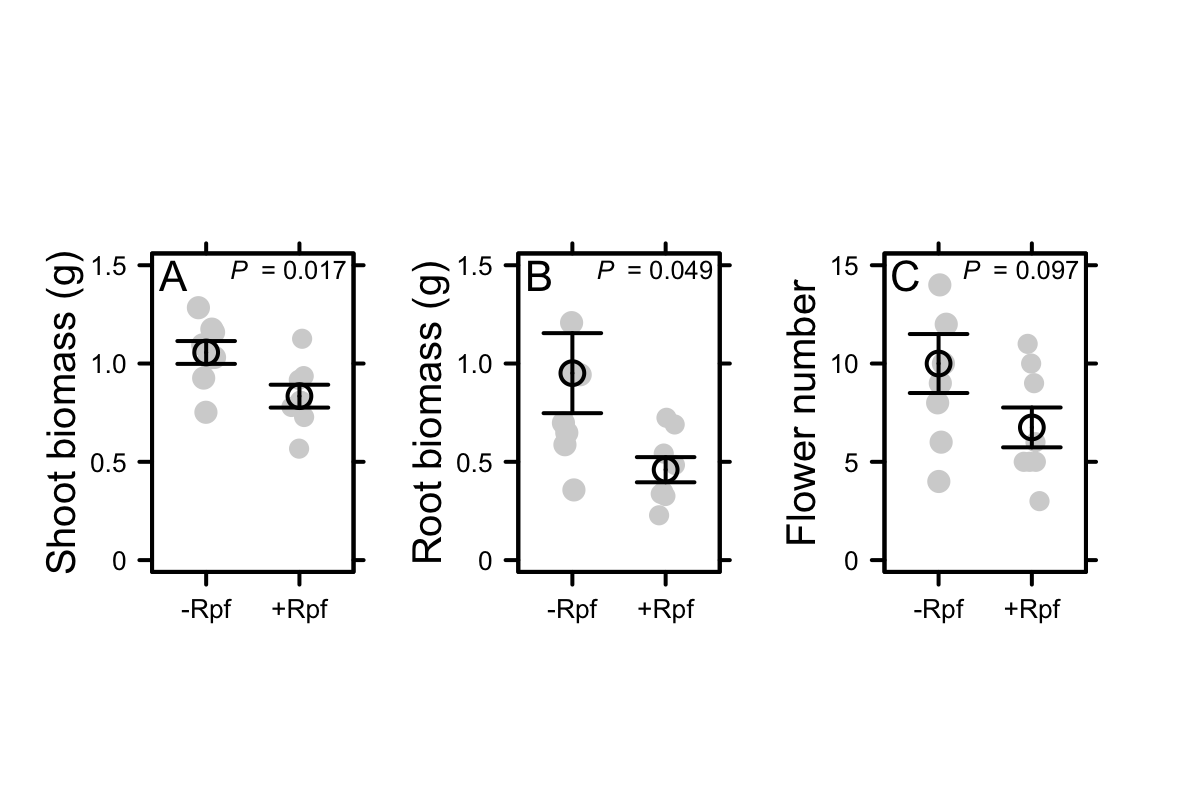 Shoot biomass (g)
1.5
1.0
0.5
0
A
P = 0.017
-Rpf
+Rpf
Root biomass (g)
1.5
1.0
0.5
0
B
P = 0.049
-Rpf
+Rpf
Flower number
15
10
5
0
C
P = 0.097
-Rpf
+Rpf